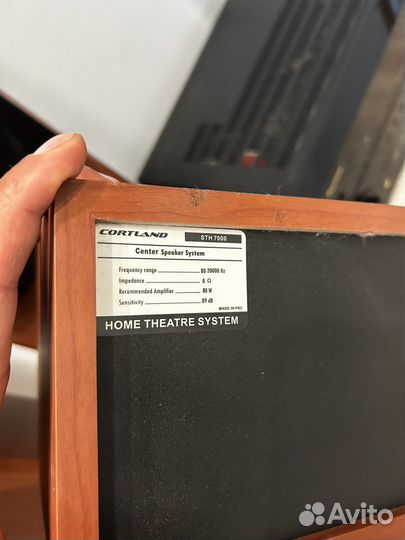 CORTLAND STH 7000
Center Speaker System
Frequency range 80-20000 Hz
Impedance 6 Ω
Recommended Amplifier 80 W
Sensitivity 89 dB
MADE IN PRC
HOME THEATRE SYSTEM
Avito